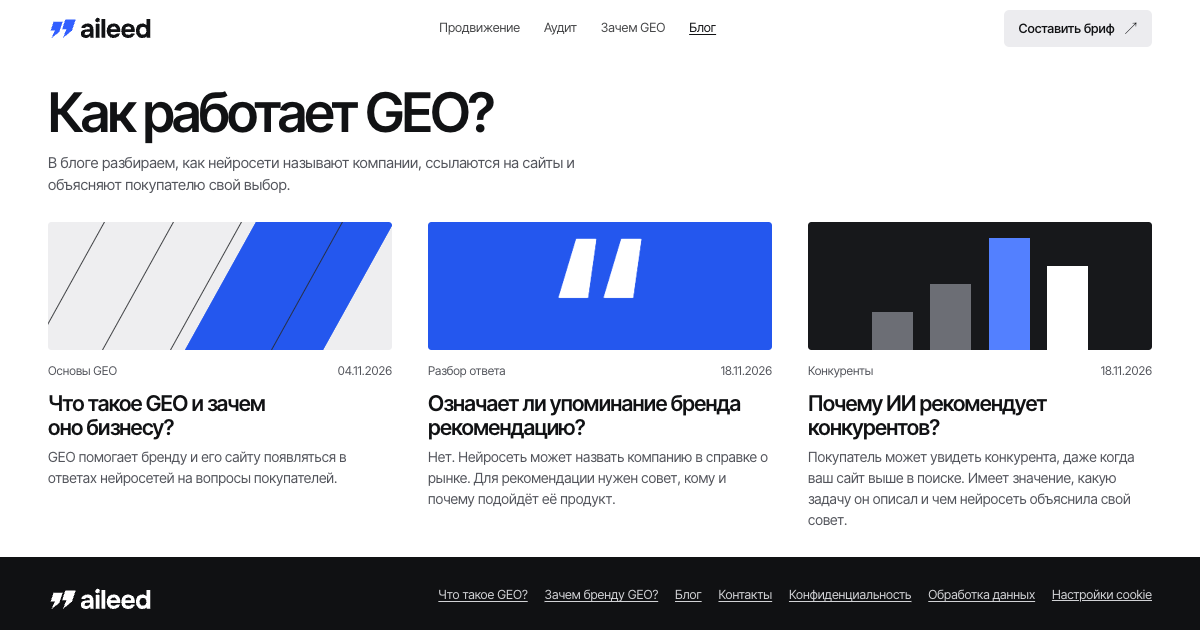 aileed
Продвижение Аудит Зачем GEO Блог
Составить бриф
Как работает GEO?
В блоге разбираем, как нейросети называют компании, ссылаются на сайты и
объясняют покупателю свой выбор.
Основы GEO 04.11.2026
Что такое GEO и зачем
оно бизнесу?
GEO помогает бренду и его сайту появляться в
ответах нейросетей на вопросы покупателей.
Разбор ответа 18.11.2026
Означает ли упоминание бренда
рекомендацию?
Нет. Нейросеть может назвать компанию в справке о
рынке. Для рекомендации нужен совет, кому и
почему подойдёт её продукт.
Конкуренты 18.11.2026
Почему ИИ рекомендует
конкурентов?
Покупатель может увидеть конкурента, даже когда
ваш сайт выше в поиске. Имеет значение, какую
задачу он описал и чем нейросеть объяснила свой
совет.
aileed
Что такое GEO? Зачем бренду GEO? Блог Контакты Конфиденциальность Обработка данных Настройки cookie